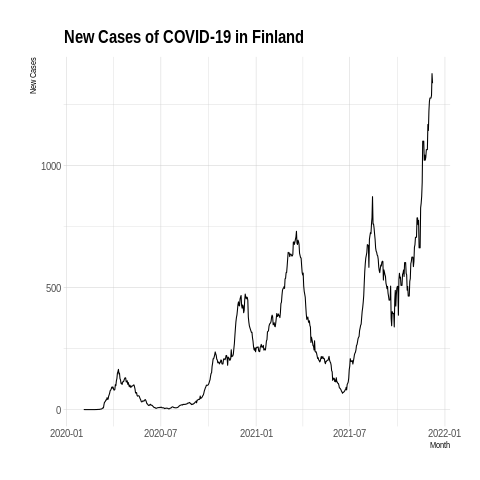 New Cases of COVID-19 in Finland
New Cases
1000
500
0
2020-01 2020-07 2021-01 2021-07 2022-01
Month